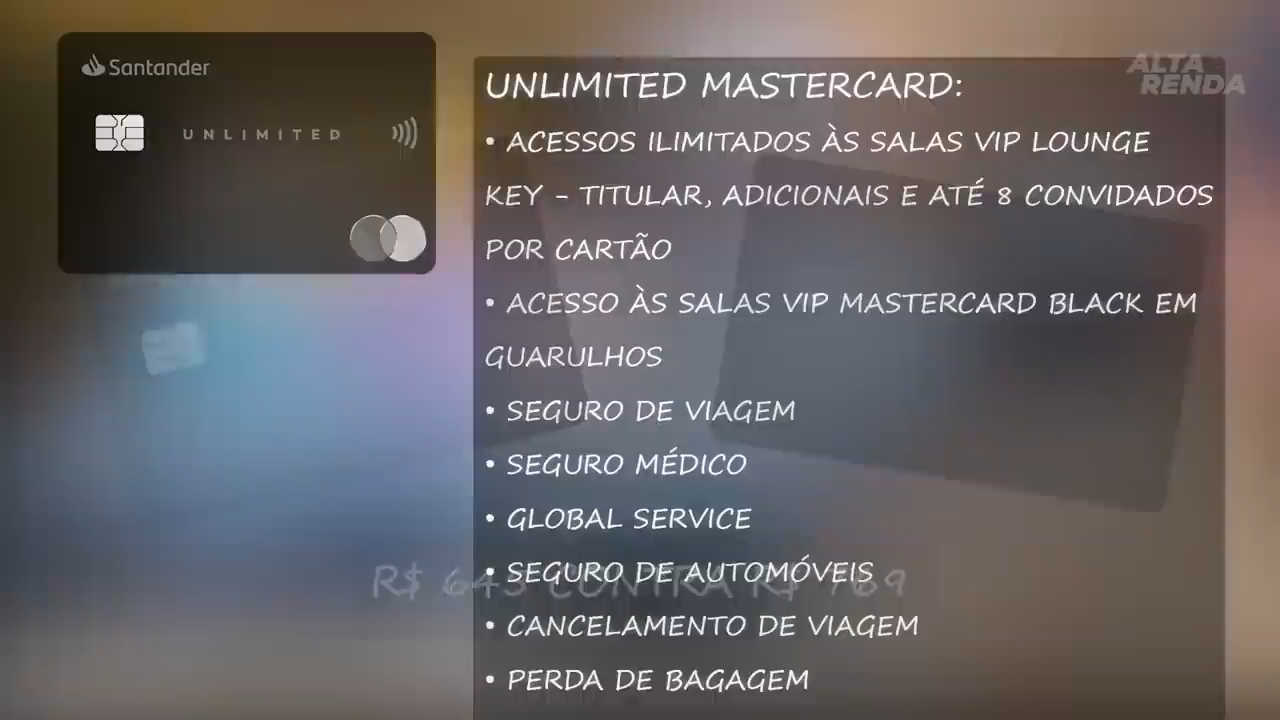 Santander
UNLIMITED
ALTA
RENDA
UNLIMITED MASTERCARD:
• ACESSOS ILIMITADOS ÀS SALAS VIP LOUNGE
KEY - TITULAR, ADICIONAIS E ATÉ 8 CONVIDADOS
POR CARTÃO
• ACESSO ÀS SALAS VIP MASTERCARD BLACK EM
GUARULHOS
• SEGURO DE VIAGEM
• SEGURO MÉDICO
• GLOBAL SERVICE
• SEGURO DE AUTOMÓVEIS
R$ CONTRA R$ 769
• CANCELAMENTO DE VIAGEM
• PERDA DE BAGAGEM